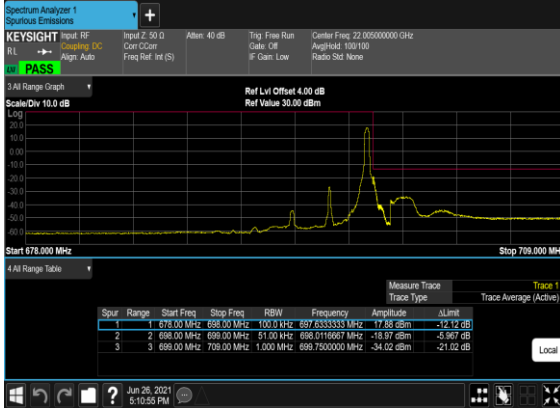 Spectrum Analyzer 1
Spurious Emissions
+
KEYSIGHT Input: RF Input Z: 50 Ω Atten: 40 dB Trig: Free Run Center Freq: 22.005000000 GHz
RL Coupling: DC Corr CCorr Gate: Off Avg|Hold: 100/100
Align: Auto Freq Ref: Int (S) IF Gain: Low Radio Std: None
PASS
3 All Range Graph Ref Lvl Offset 4.00 dB
Scale/Div 10.0 dB Ref Value 30.00 dBm
Log
20.0
10.0
0.00
-10.0
-20.0
-30.0
-40.0
-50.0
-60.0
Start 678.000 MHz Stop 709.000 MH
4 All Range Table
Measure Trace Trace 1
Trace Type Trace Average (Active)
Spur Range Start Freq Stop Freq RBW Frequency Amplitude ΔLimit
1 1 678.00 MHz 698.00 MHz 100.0 kHz 697.6333333 MHz 17.88 dBm -12.12 dB
2 2 698.00 MHz 699.00 MHz 51.00 kHz 698.0116667 MHz -18.97 dBm -5.967 dB
3 3 699.00 MHz 709.00 MHz 1.000 MHz 699.7500000 MHz -34.02 dBm -21.02 dB
Local
? Jun 26, 2021
5:10:55 PM